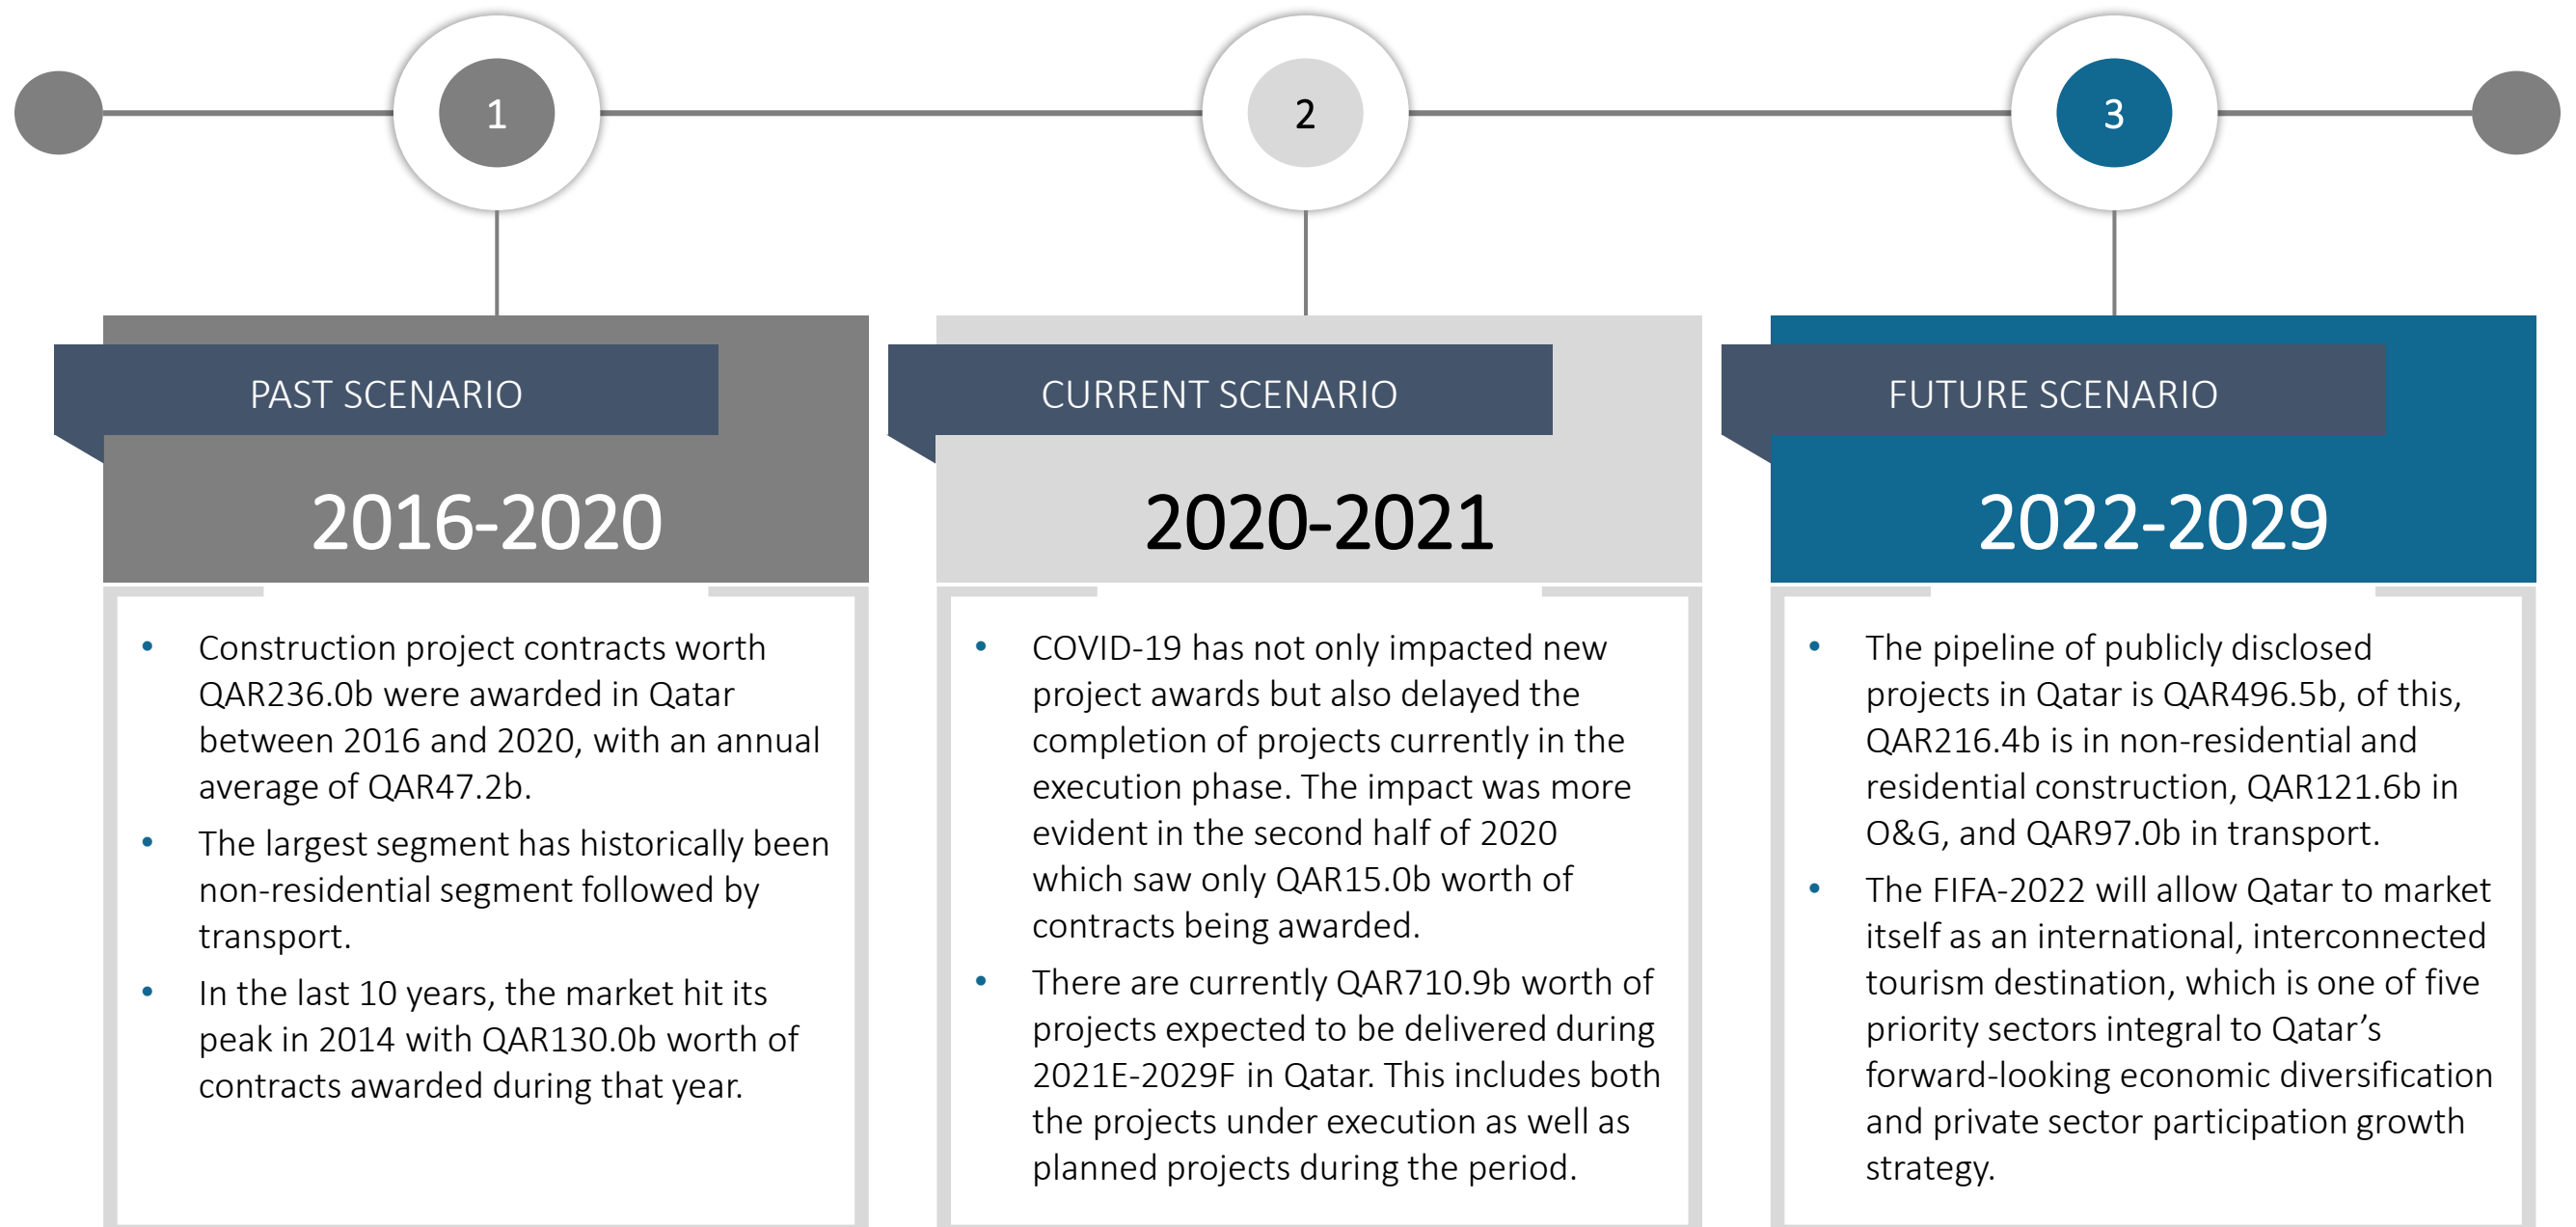 1
2
3
PAST SCENARIO
2016-2020
• Construction project contracts worth
QAR236.0b were awarded in Qatar
between 2016 and 2020, with an annual
average of QAR47.2b.
• The largest segment has historically been
non-residential segment followed by
transport.
• In the last 10 years, the market hit its
peak in 2014 with QAR130.0b worth of
contracts awarded during that year.
CURRENT SCENARIO
2020-2021
• COVID-19 has not only impacted new
project awards but also delayed the
completion of projects currently in the
execution phase. The impact was more
evident in the second half of 2020
which saw only QAR15.0b worth of
contracts being awarded.
• There are currently QAR710.9b worth of
projects expected to be delivered during
2021E-2029F in Qatar. This includes both
the projects under execution as well as
planned projects during the period.
FUTURE SCENARIO
2022-2029
• The pipeline of publicly disclosed
projects in Qatar is QAR496.5b, of this,
QAR216.4b is in non-residential and
residential construction, QAR121.6b in
O&G, and QAR97.0b in transport.
• The FIFA-2022 will allow Qatar to market
itself as an international, interconnected
tourism destination, which is one of five
priority sectors integral to Qatar’s
forward-looking economic diversification
and private sector participation growth
strategy.